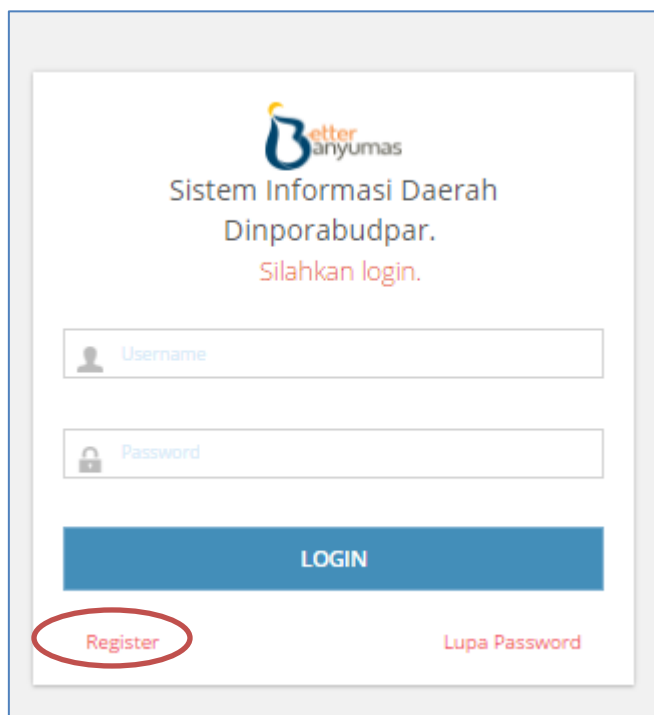 Better
Banyumas
Sistem Informasi Daerah
Dinporabudpar.
Silahkan login.
Username
Password
LOGIN
Register Lupa Password